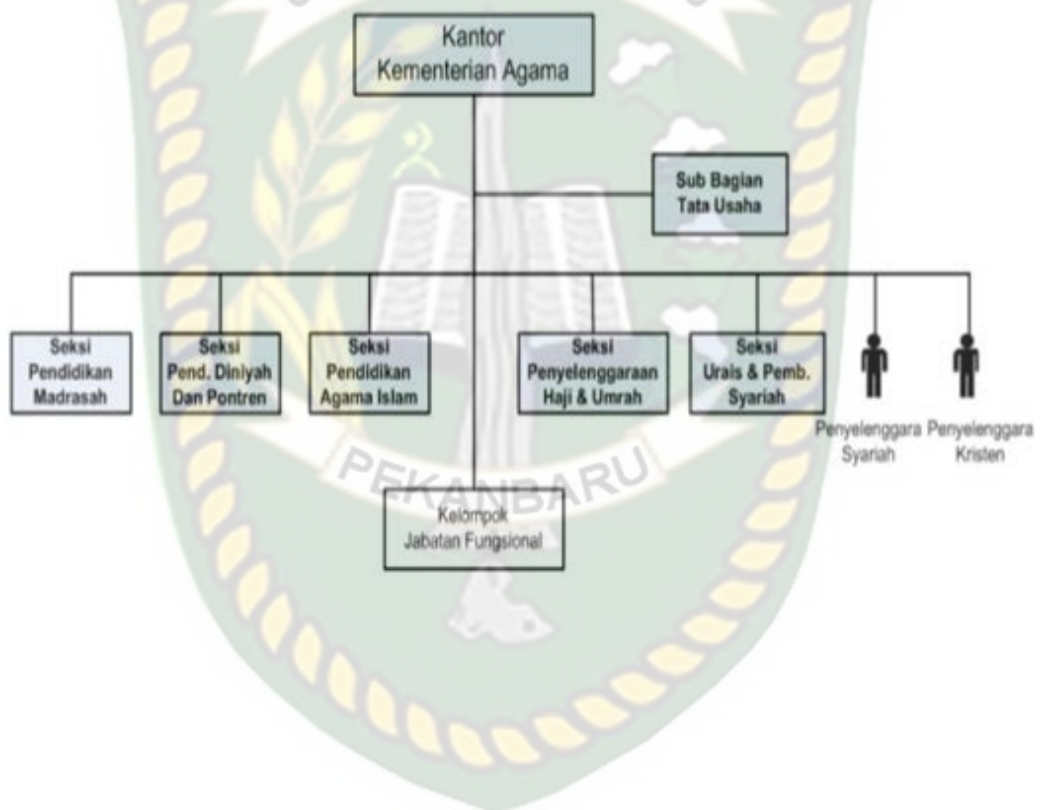 Kantor
Kementerian Agama
Sub Bagian
Tata Usaha
Seksi
Pendidikan
Madrasah
Seksi
Pend. Diniyah
Dan Pontren
Seksi
Pendidikan
Agama Islam
Seksi
Penyelenggaraan
Haji & Umrah
Seksi
Urais & Pemb.
Syariah
Penyelenggara
Syariah
Penyelenggara
Kristen
PEKANBARU
Kelompok
Jabatan Fungsional